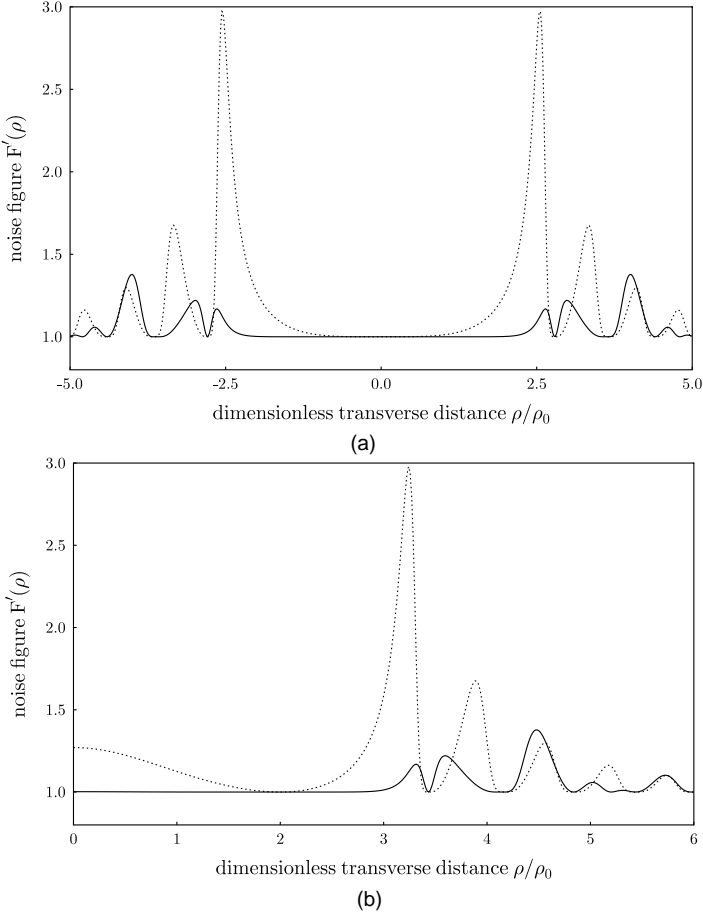 3.0
2.5
2.0
1.5
1.0
noise figure F′(ρ)
-5.0 -2.5 0.0 2.5 5.0
dimensionless transverse distance ρ/ρ₀
(a)
3.0
2.5
2.0
1.5
1.0
noise figure F′(ρ)
0 1 2 3 4 5 6
dimensionless transverse distance ρ/ρ₀
(b)